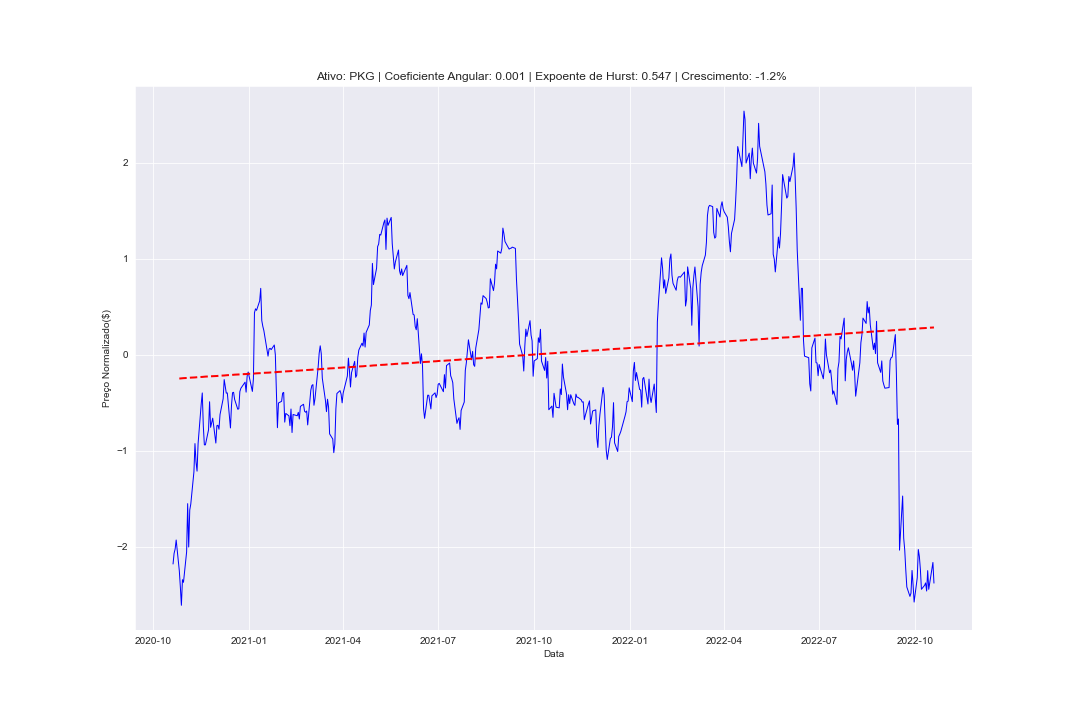 Ativo: PKG | Coeficiente Angular: 0.001 | Expoente de Hurst: 0.547 | Crescimento: -1.2%
Preço Normalizado($)
2
1
0
−1
−2
2020-10 2021-01 2021-04 2021-07 2021-10 2022-01 2022-04 2022-07 2022-10
Data